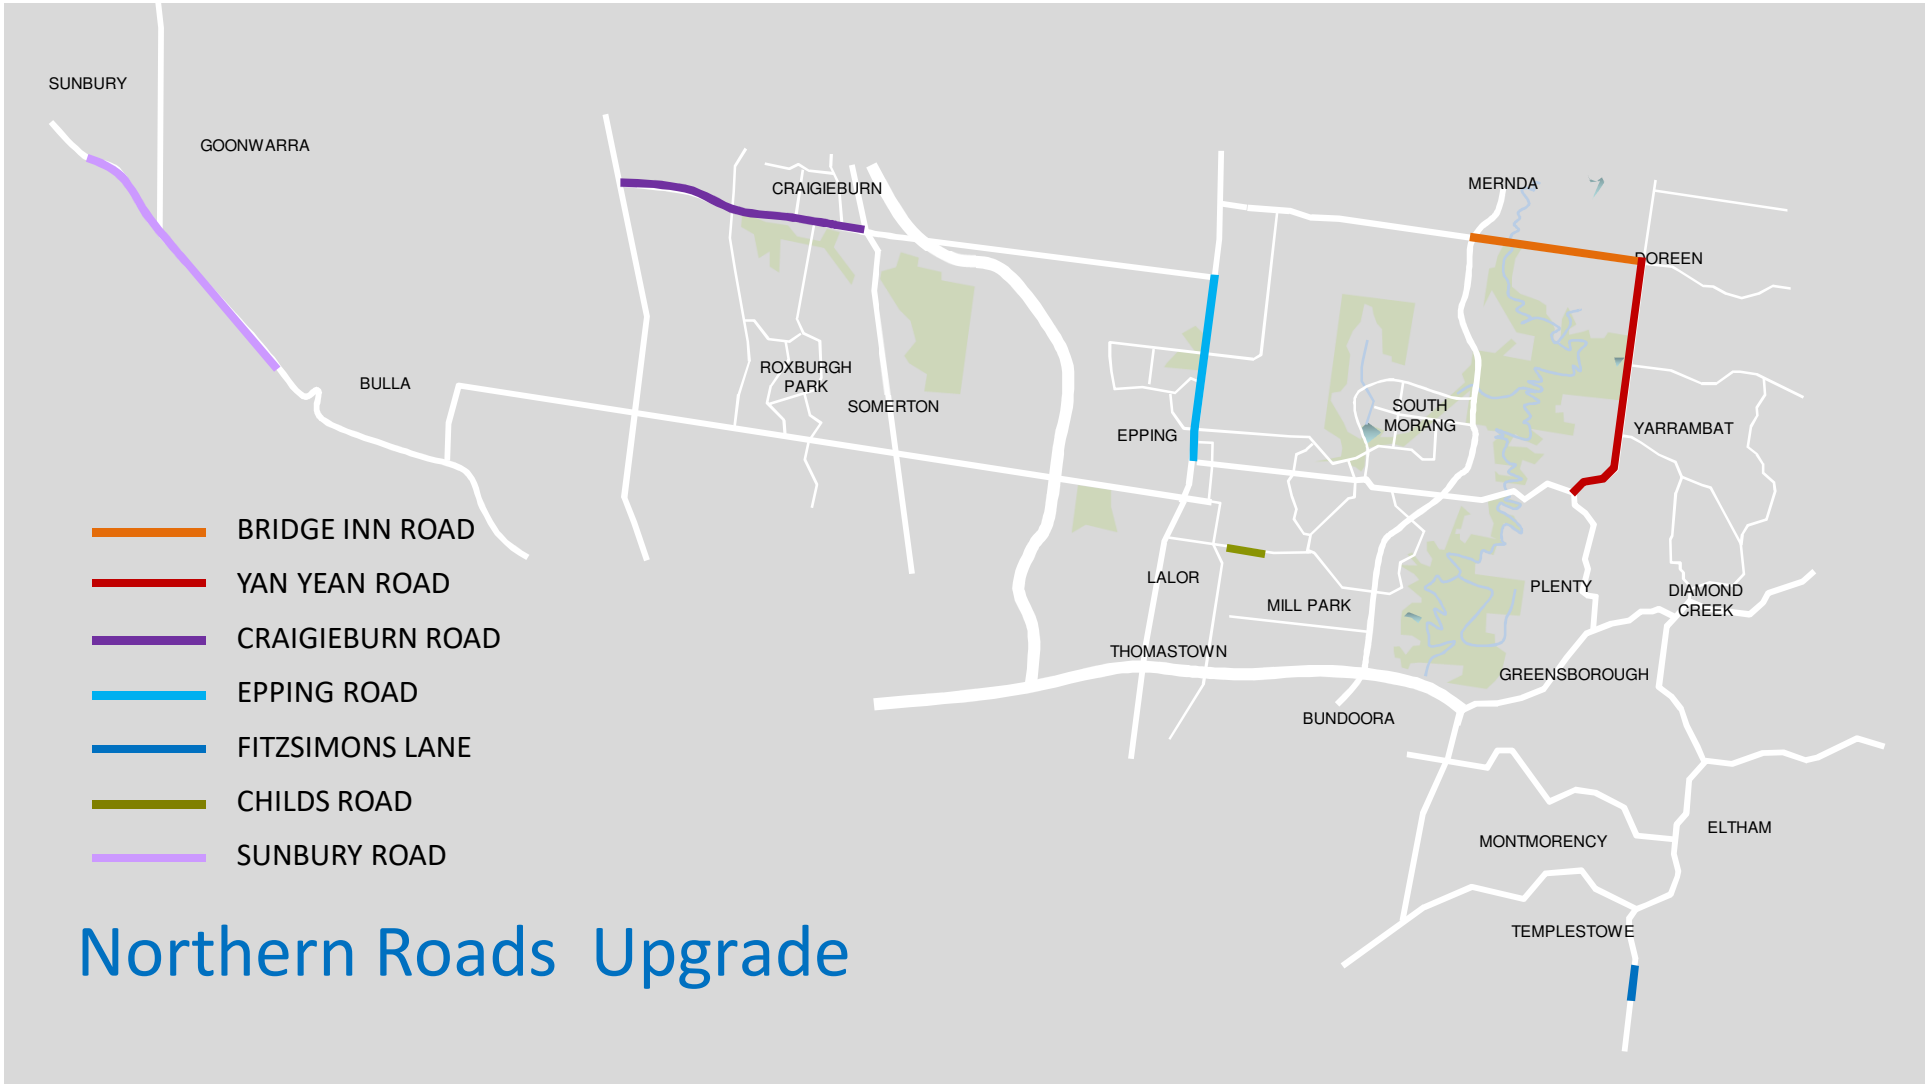 SUNBURY
GOONWARRA
CRAIGIEBURN
MERNDA
DOREEN
BULLA
ROXBURGH
PARK
SOMERTON
EPPING
SOUTH
MORANG
YARRAMBAT
LALOR
MILL PARK
PLENTY
DIAMOND
CREEK
THOMASTOWN
GREENSBOROUGH
BUNDOORA
MONTMORENCY
ELTHAM
TEMPLESTOWE
BRIDGE INN ROAD
YAN YEAN ROAD
CRAIGIEBURN ROAD
EPPING ROAD
FITZSIMONS LANE
CHILDS ROAD
SUNBURY ROAD
Northern Roads  Upgrade